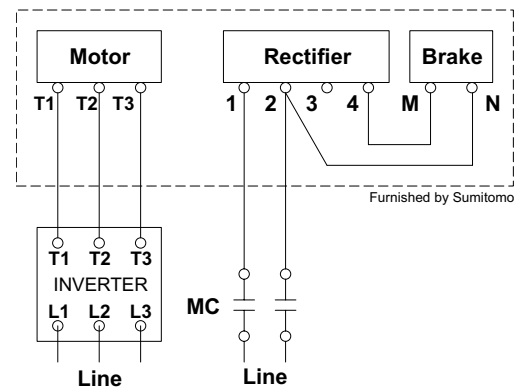 Motor Rectifier Brake
T1 T2 T3 1 2 3 4 M N
Furnished by Sumitomo
T1 T2 T3
INVERTER
L1 L2 L3
MC
Line Line